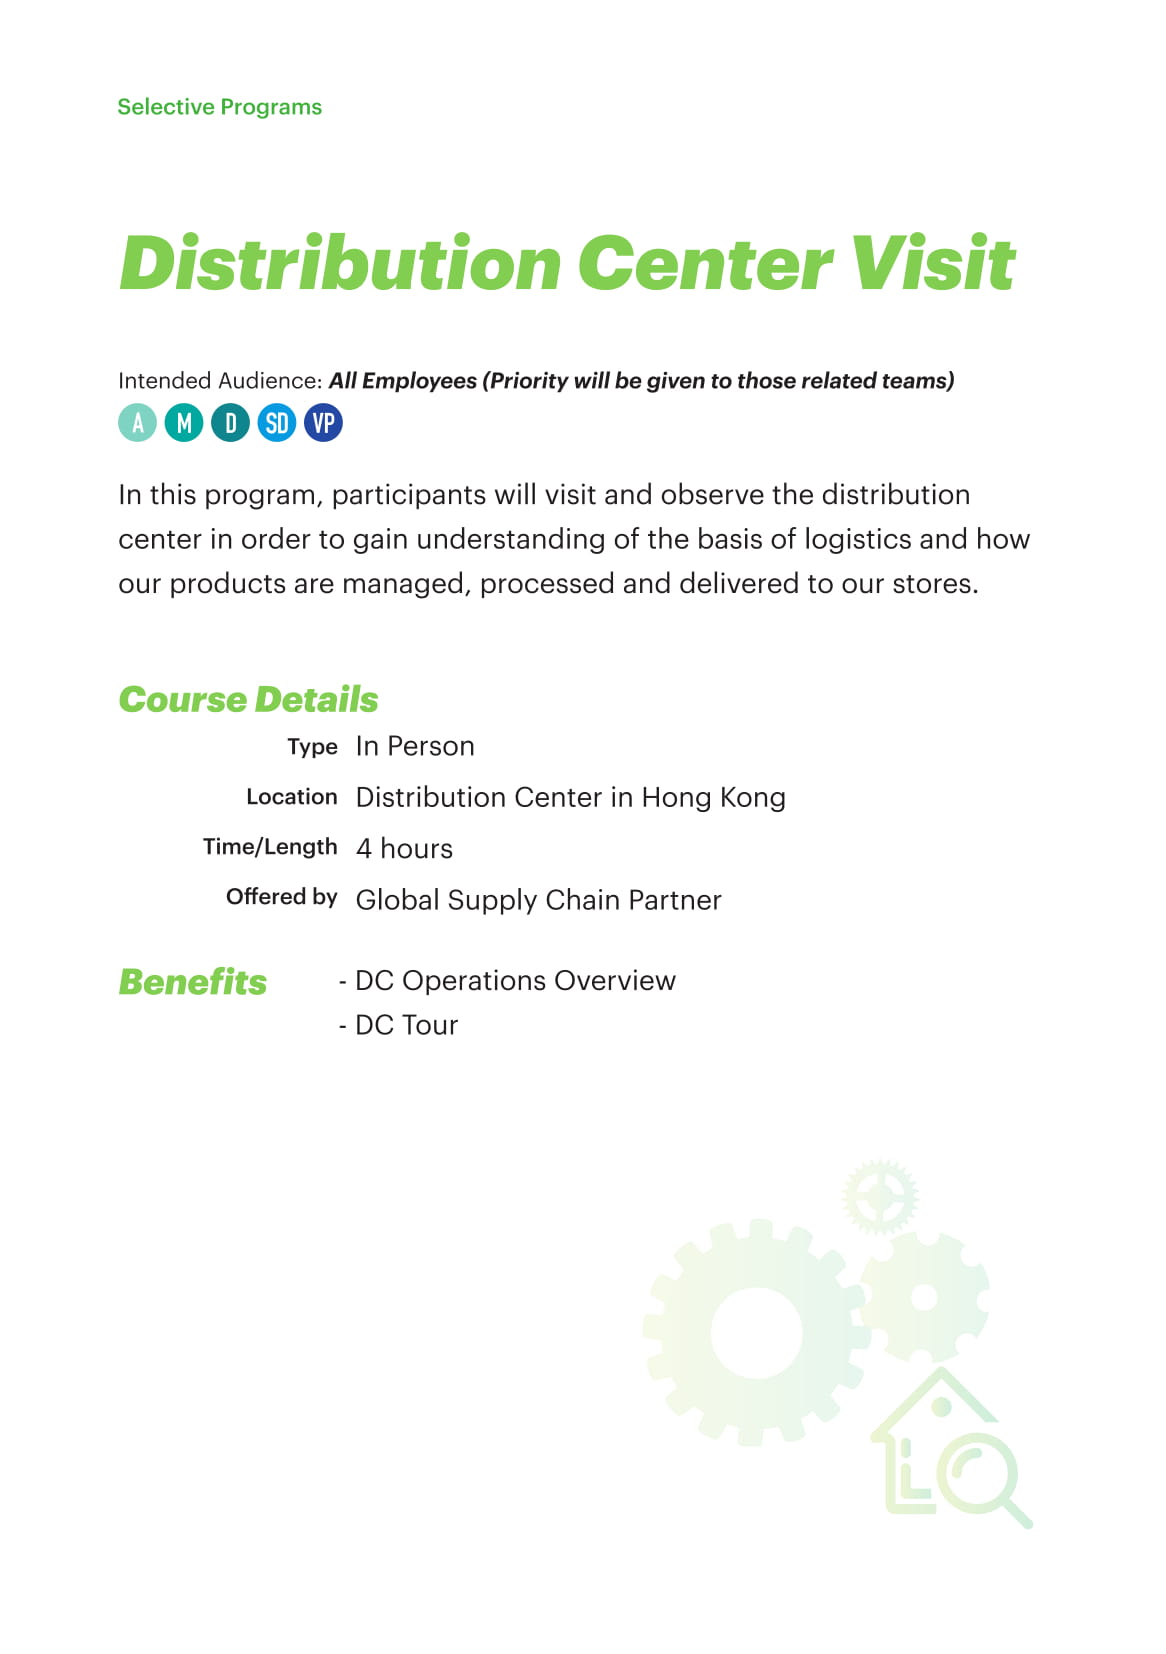 Selective Programs
Distribution Center Visit
Intended Audience: All Employees (Priority will be given to those related teams)
A M D SD VP
In this program, participants will visit and observe the distribution
center in order to gain understanding of the basis of logistics and how
our products are managed, processed and delivered to our stores.
Course Details
Type In Person
Location Distribution Center in Hong Kong
Time/Length 4 hours
Offered by Global Supply Chain Partner
Benefits - DC Operations Overview
- DC Tour